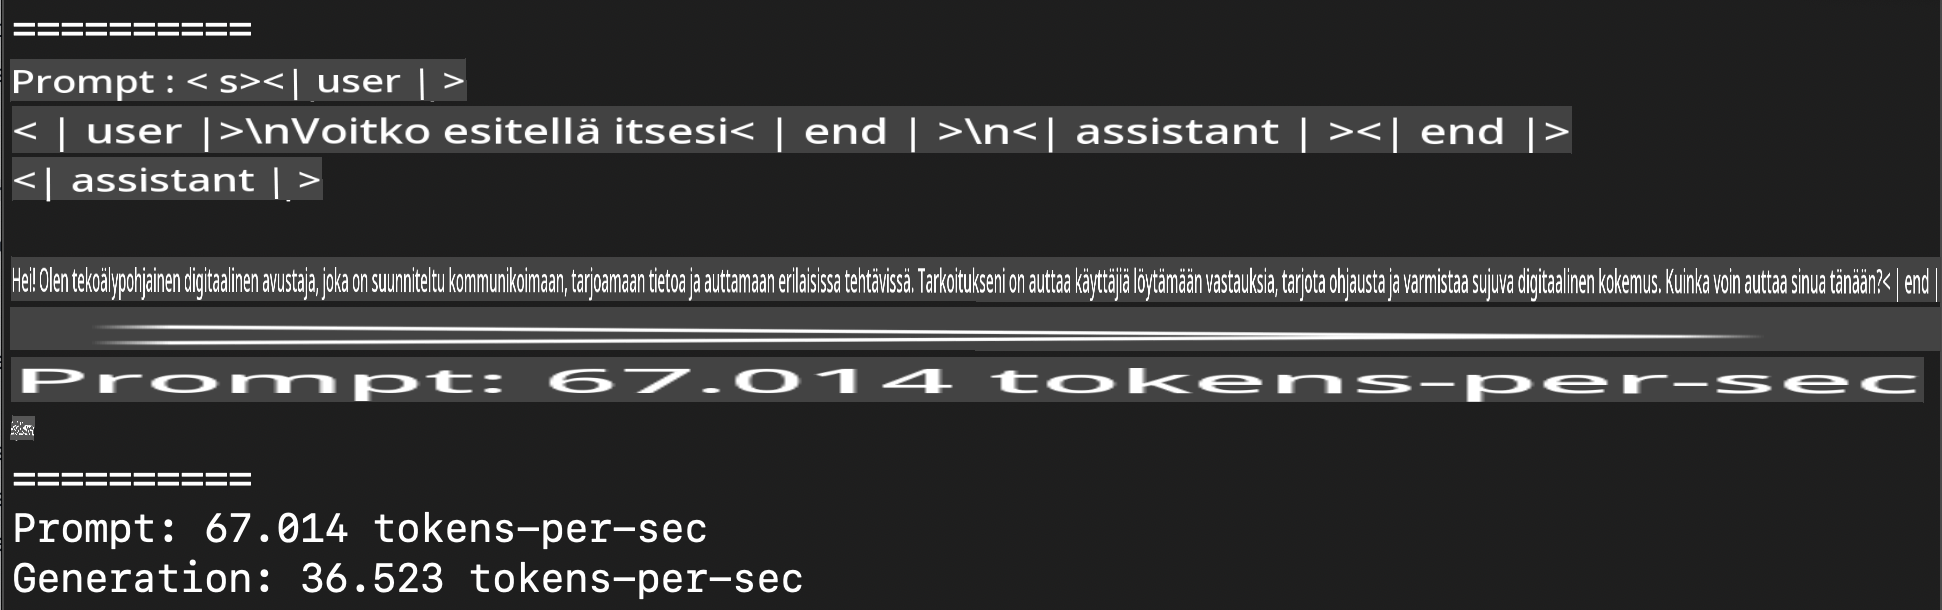 ==========
Prompt : < s><| user | >
< | user |>\nVoitko esitellä itsesi< | end | >\n<| assistant | ><| end |>
<| assistant | >
Hei! Olen tekoälypohjainen digitaalinen avustaja, joka on suunniteltu kommunikoimaan, tarjoamaan tietoa ja auttamaan erilaisissa tehtävissä. Tarkoitukseni on auttaa käyttäjiä löytämään vastauksia, tarjota ohjausta ja varmistaa sujuva digitaalinen kokemus. Kuinka voin auttaa sinua tänään?< | end |
Prompt: 67.014 tokens-per-sec
==========
Prompt: 67.014 tokens-per-sec
Generation: 36.523 tokens-per-sec